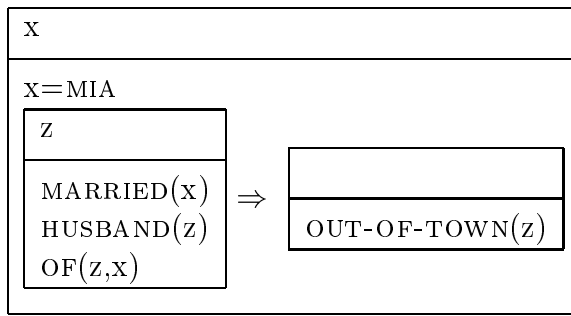 x
x=MIA
z
MARRIED(x)
HUSBAND(z)
OF(z,x)
⇒
OUT-OF-TOWN(z)